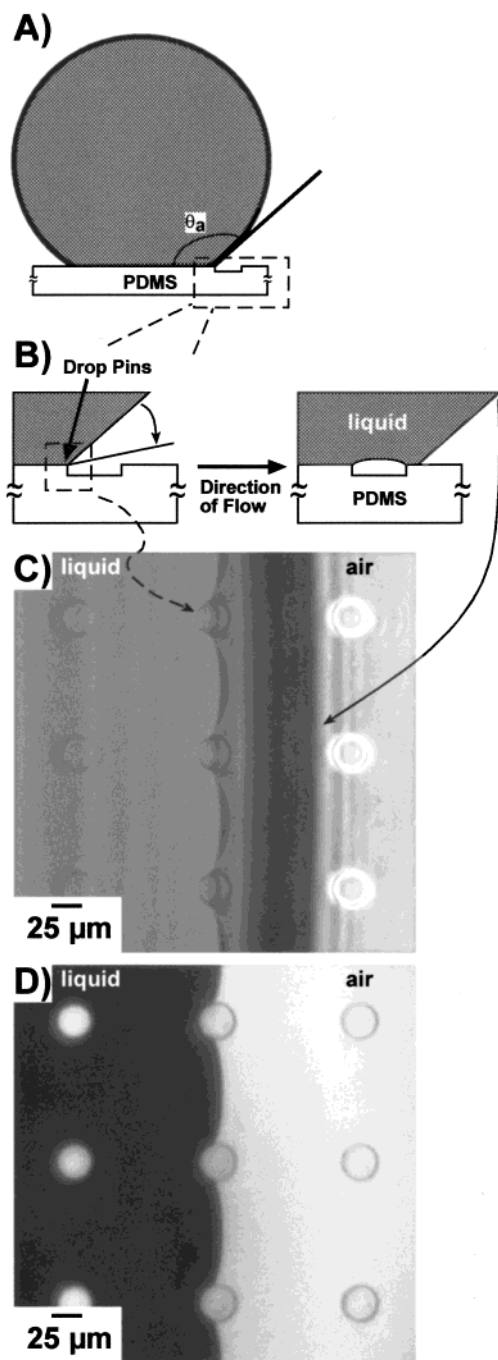 A)
θa
PDMS
B)
Drop Pins
liquid
Direction
of Flow
PDMS
C)
liquid
air
25 µm
D)
liquid
air
25 µm